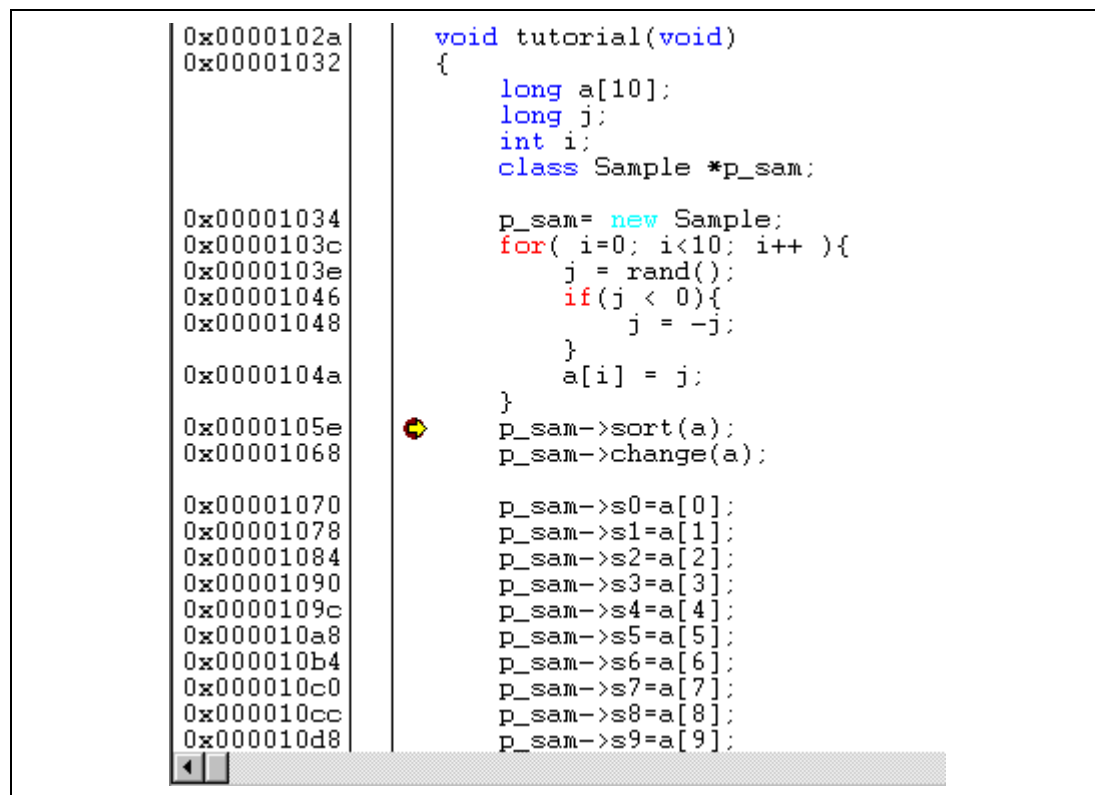 0x0000102a void tutorial(void)
0x00001032 {
long a[10];
long j;
int i;
class Sample *p_sam;
0x00001034 p_sam= new Sample;
0x0000103c for( i=0; i<10; i++ ){
0x0000103e j = rand();
0x00001046 if(j < 0){
0x00001048 j = -j;
}
0x0000104a a[i] = j;
}
0x0000105e p_sam->sort(a);
0x00001068 p_sam->change(a);
0x00001070 p_sam->s0=a[0];
0x00001078 p_sam->s1=a[1];
0x00001084 p_sam->s2=a[2];
0x00001090 p_sam->s3=a[3];
0x0000109c p_sam->s4=a[4];
0x000010a8 p_sam->s5=a[5];
0x000010b4 p_sam->s6=a[6];
0x000010c0 p_sam->s7=a[7];
0x000010cc p_sam->s8=a[8];
0x000010d8 p_sam->s9=a[9];